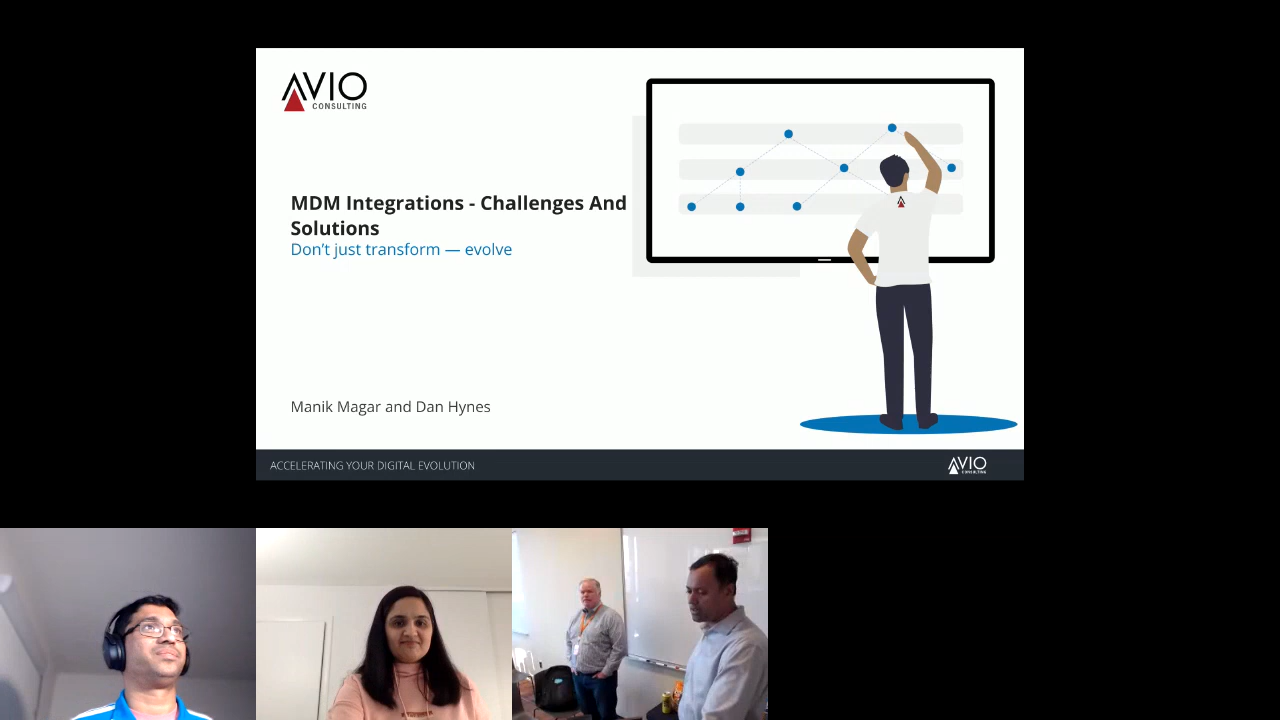 AVIO
CONSULTING
MDM Integrations - Challenges And
Solutions
Don't just transform — evolve
Manik Magar and Dan Hynes
ACCELERATING YOUR DIGITAL EVOLUTION
AVIO
CONSULTING